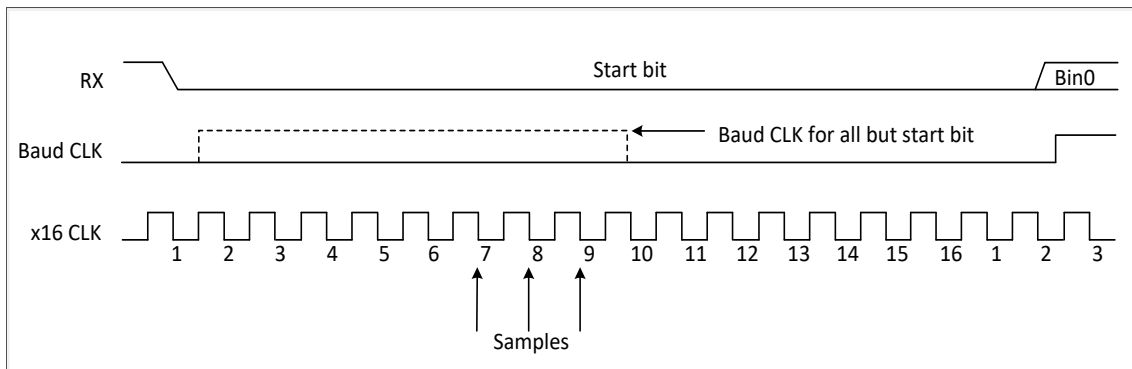 RX
Start bit
Bin0
Baud CLK
Baud CLK for all but start bit
x16 CLK
1 2 3 4 5 6 7 8 9 10 11 12 13 14 15 16 1 2 3
Samples